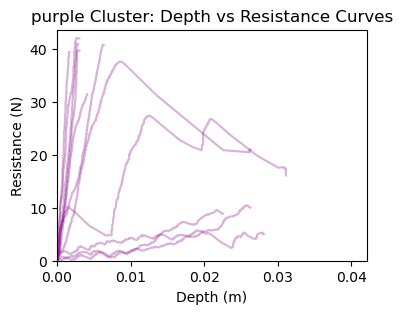 purple Cluster: Depth vs Resistance Curves
Resistance (N)
40
30
20
10
0
0.00 0.01 0.02 0.03 0.04
Depth (m)